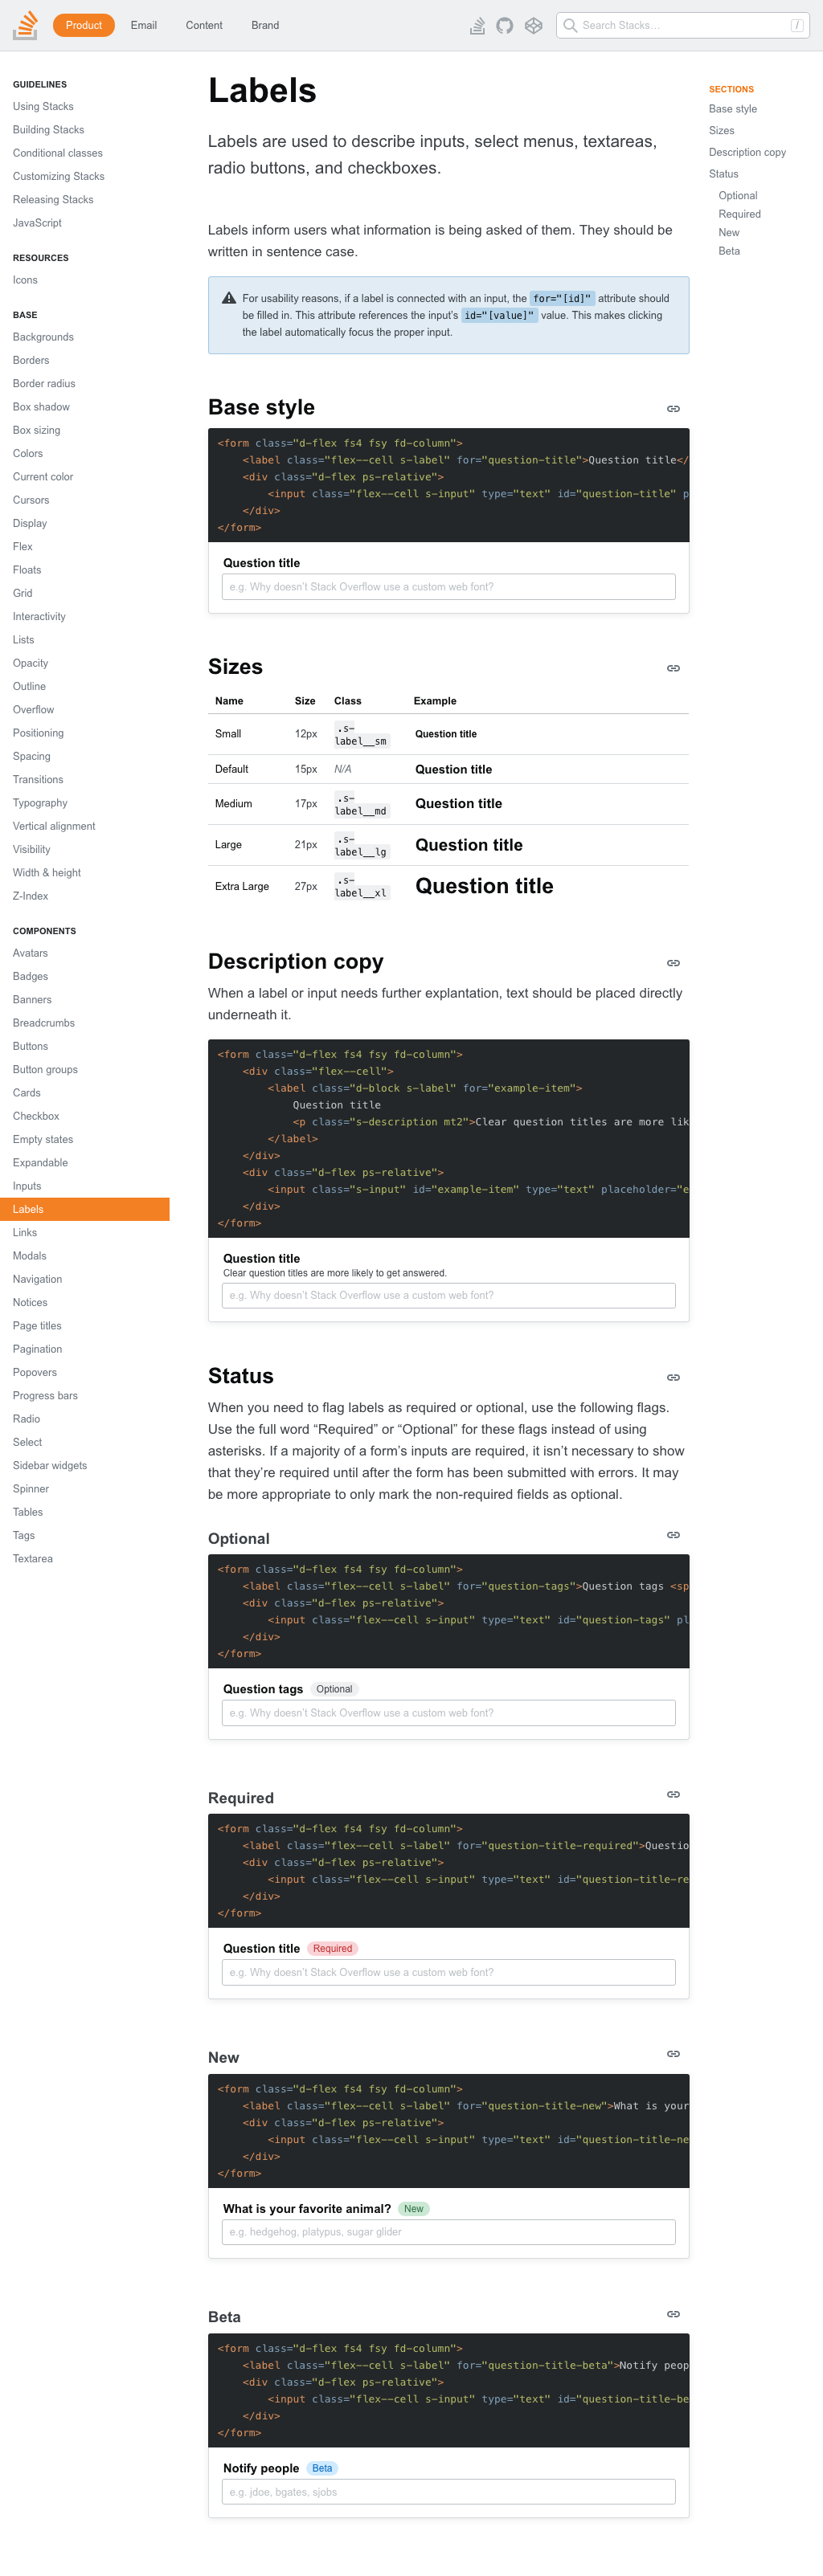 Product Email Content Brand
Search Stacks…
/
GUIDELINES
Using Stacks
Building Stacks
Conditional classes
Customizing Stacks
Releasing Stacks
JavaScript
RESOURCES
Icons
BASE
Backgrounds
Borders
Border radius
Box shadow
Box sizing
Colors
Current color
Cursors
Display
Flex
Floats
Grid
Interactivity
Lists
Opacity
Outline
Overflow
Positioning
Spacing
Transitions
Typography
Vertical alignment
Visibility
Width & height
Z-Index
COMPONENTS
Avatars
Badges
Banners
Breadcrumbs
Buttons
Button groups
Cards
Checkbox
Empty states
Expandable
Inputs
Labels
Links
Modals
Navigation
Notices
Page titles
Pagination
Popovers
Progress bars
Radio
Select
Sidebar widgets
Spinner
Tables
Tags
Textarea
Labels
Labels are used to describe inputs, select menus, textareas,
radio buttons, and checkboxes.
Labels inform users what information is being asked of them. They should be
written in sentence case.
For usability reasons, if a label is connected with an input, the for="[id]" attribute should
be filled in. This attribute references the input’s id="[value]" value. This makes clicking
the label automatically focus the proper input.
Base style
<form class="d-flex fs4 fsy fd-column">
<label class="flex--cell s-label" for="question-title">Question title</
<div class="d-flex ps-relative">
<input class="flex--cell s-input" type="text" id="question-title" p
</div>
</form>
Question title
e.g. Why doesn’t Stack Overflow use a custom web font?
Sizes
Name Size Class Example
Small 12px .s-label__sm Question title
Default 15px N/A Question title
Medium 17px .s-label__md Question title
Large 21px .s-label__lg Question title
Extra Large 27px .s-label__xl Question title
Description copy
When a label or input needs further explantation, text should be placed directly
underneath it.
<form class="d-flex fs4 fsy fd-column">
<div class="flex--cell">
<label class="d-block s-label" for="example-item">
Question title
<p class="s-description mt2">Clear question titles are more lik
</label>
</div>
<div class="d-flex ps-relative">
<input class="s-input" id="example-item" type="text" placeholder="e
</div>
</form>
Question title
Clear question titles are more likely to get answered.
e.g. Why doesn’t Stack Overflow use a custom web font?
Status
When you need to flag labels as required or optional, use the following flags.
Use the full word “Required” or “Optional” for these flags instead of using
asterisks. If a majority of a form’s inputs are required, it isn’t necessary to show
that they’re required until after the form has been submitted with errors. It may
be more appropriate to only mark the non-required fields as optional.
Optional
<form class="d-flex fs4 fsy fd-column">
<label class="flex--cell s-label" for="question-tags">Question tags <sp
<div class="d-flex ps-relative">
<input class="flex--cell s-input" type="text" id="question-tags" pl
</div>
</form>
Question tags Optional
e.g. Why doesn’t Stack Overflow use a custom web font?
Required
<form class="d-flex fs4 fsy fd-column">
<label class="flex--cell s-label" for="question-title-required">Questio
<div class="d-flex ps-relative">
<input class="flex--cell s-input" type="text" id="question-title-re
</div>
</form>
Question title Required
e.g. Why doesn’t Stack Overflow use a custom web font?
New
<form class="d-flex fs4 fsy fd-column">
<label class="flex--cell s-label" for="question-title-new">What is your
<div class="d-flex ps-relative">
<input class="flex--cell s-input" type="text" id="question-title-ne
</div>
</form>
What is your favorite animal? New
e.g. hedgehog, platypus, sugar glider
Beta
<form class="d-flex fs4 fsy fd-column">
<label class="flex--cell s-label" for="question-title-beta">Notify peop
<div class="d-flex ps-relative">
<input class="flex--cell s-input" type="text" id="question-title-be
</div>
</form>
Notify people Beta
e.g. jdoe, bgates, sjobs
SECTIONS
Base style
Sizes
Description copy
Status
Optional
Required
New
Beta